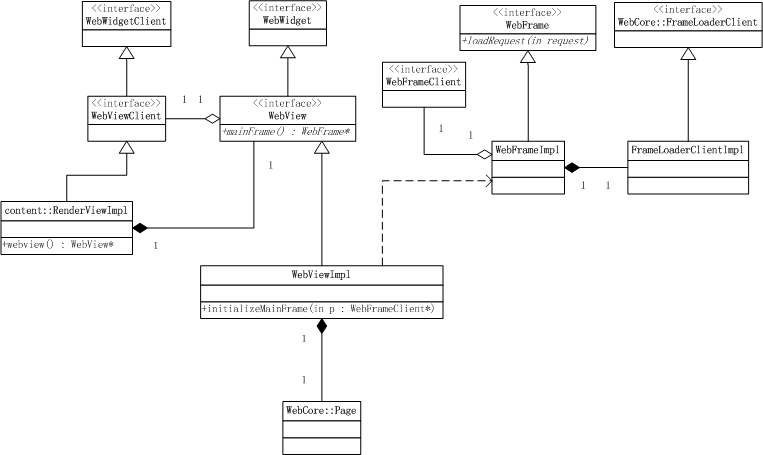 <<interface>>
WebWidgetClient
<<interface>>
WebWidget
<<interface>>
WebFrame
+loadRequest(in request)
<<interface>>
WebCore::FrameLoaderClient
<<interface>>
WebFrameClient
<<interface>>
WebViewClient
1 1
<<interface>>
WebView
+mainFrame() : WebFrame*
1
1
WebFrameImpl
FrameLoaderClientImpl
1
1 1
content::RenderViewImpl
+webview() : WebView*
1
WebViewImpl
+initializeMainFrame(in p : WebFrameClient*)
1
1
WebCore::Page